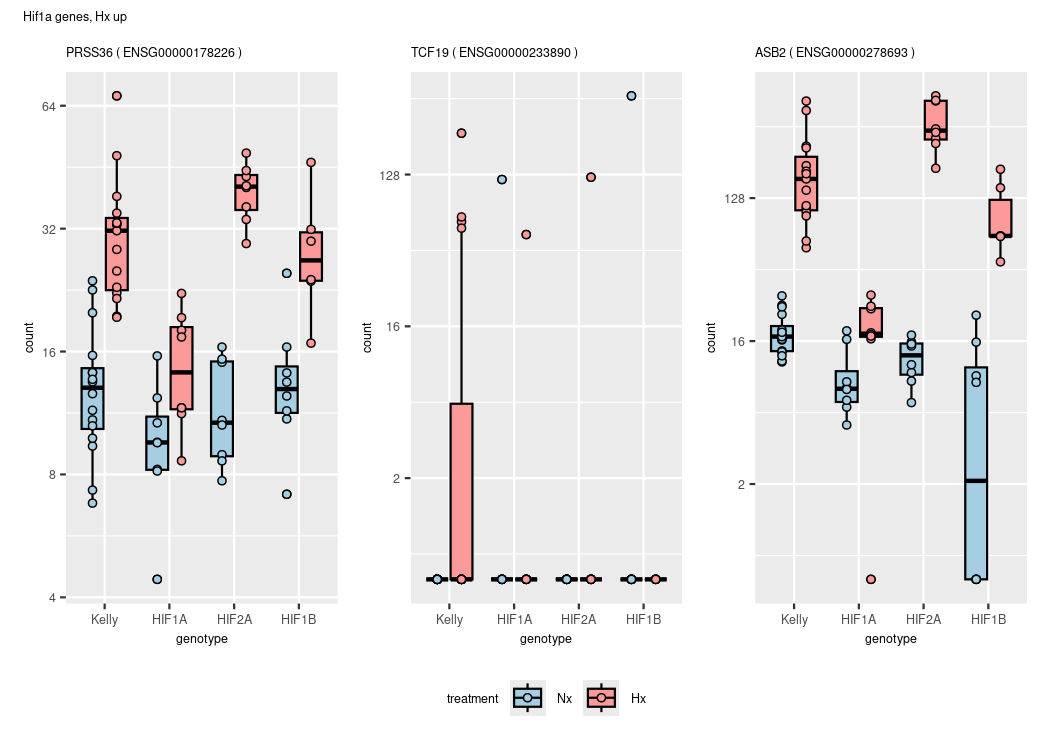 Hif1a genes, Hx up
PRSS36 ( ENSG00000178226 )
TCF19 ( ENSG00000233890 )
ASB2 ( ENSG00000278693 )
count
64
32
16
8
4
Kelly HIF1A HIF2A HIF1B
genotype
count
128
16
2
Kelly HIF1A HIF2A HIF1B
genotype
count
128
16
2
Kelly HIF1A HIF2A HIF1B
genotype
treatment Nx Hx